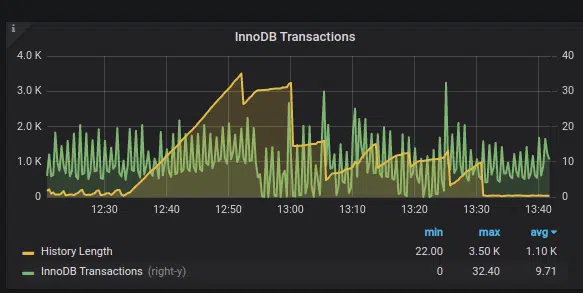 i
InnoDB Transactions
4.0 K 40
3.0 K 30
2.0 K 20
1.0 K 10
0 0
12:30 12:40 12:50 13:00 13:10 13:20 13:30 13:40
min max avg
History Length 22.00 3.50 K 1.10 K
InnoDB Transactions (right-y) 0 32.40 9.71